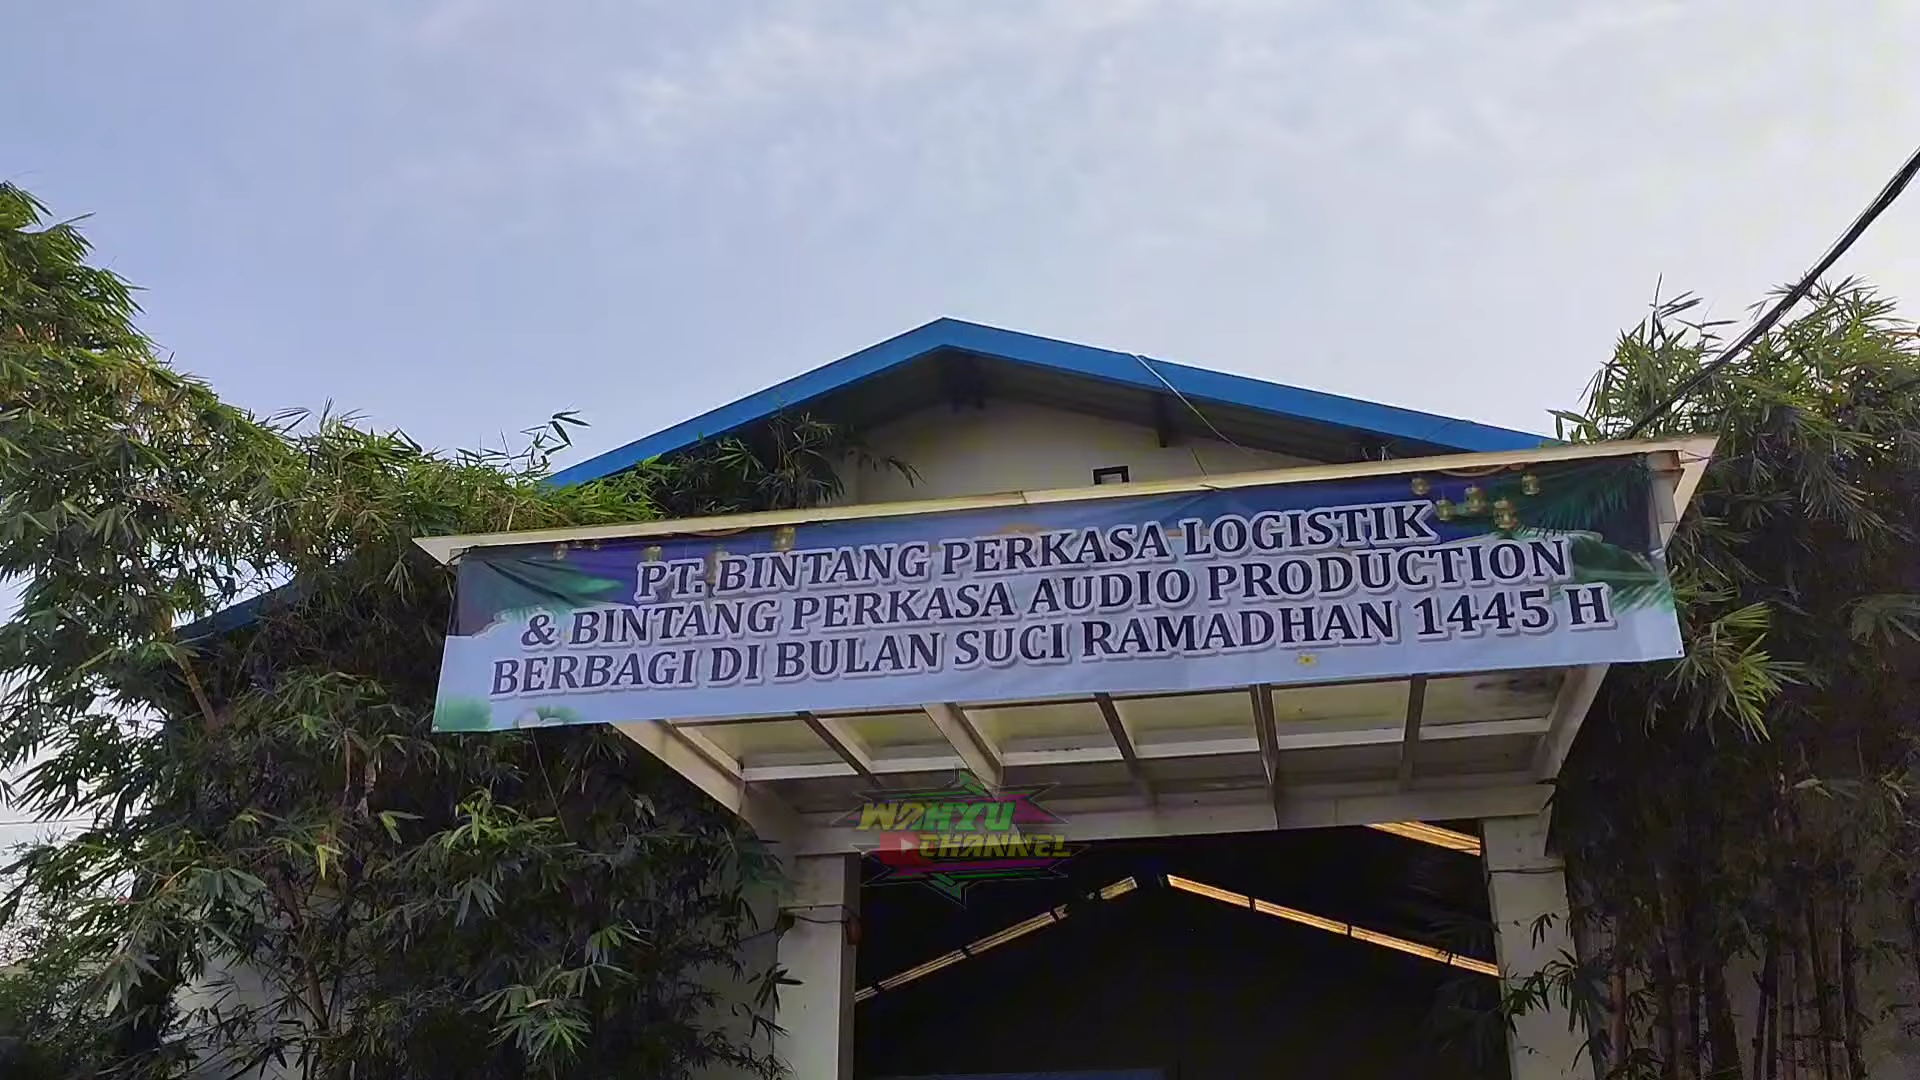 PT. BINTANG PERKASA LOGISTIK
& BINTANG PERKASA AUDIO PRODUCTION
BERBAGI DI BULAN SUCI RAMADHAN 1445 H
WAHYU
CHANNEL